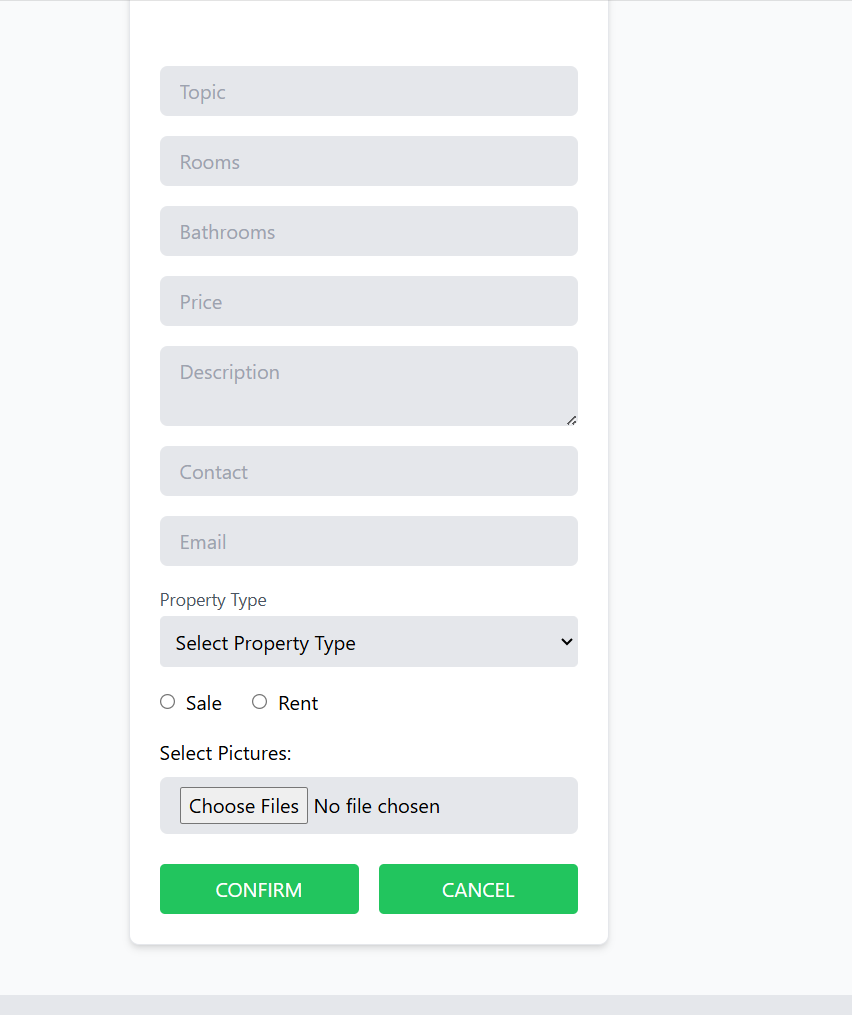 Topic
Rooms
Bathrooms
Price
Description
Contact
Email
Property Type
Select Property Type
Sale Rent
Select Pictures:
Choose Files No file chosen
CONFIRM CANCEL